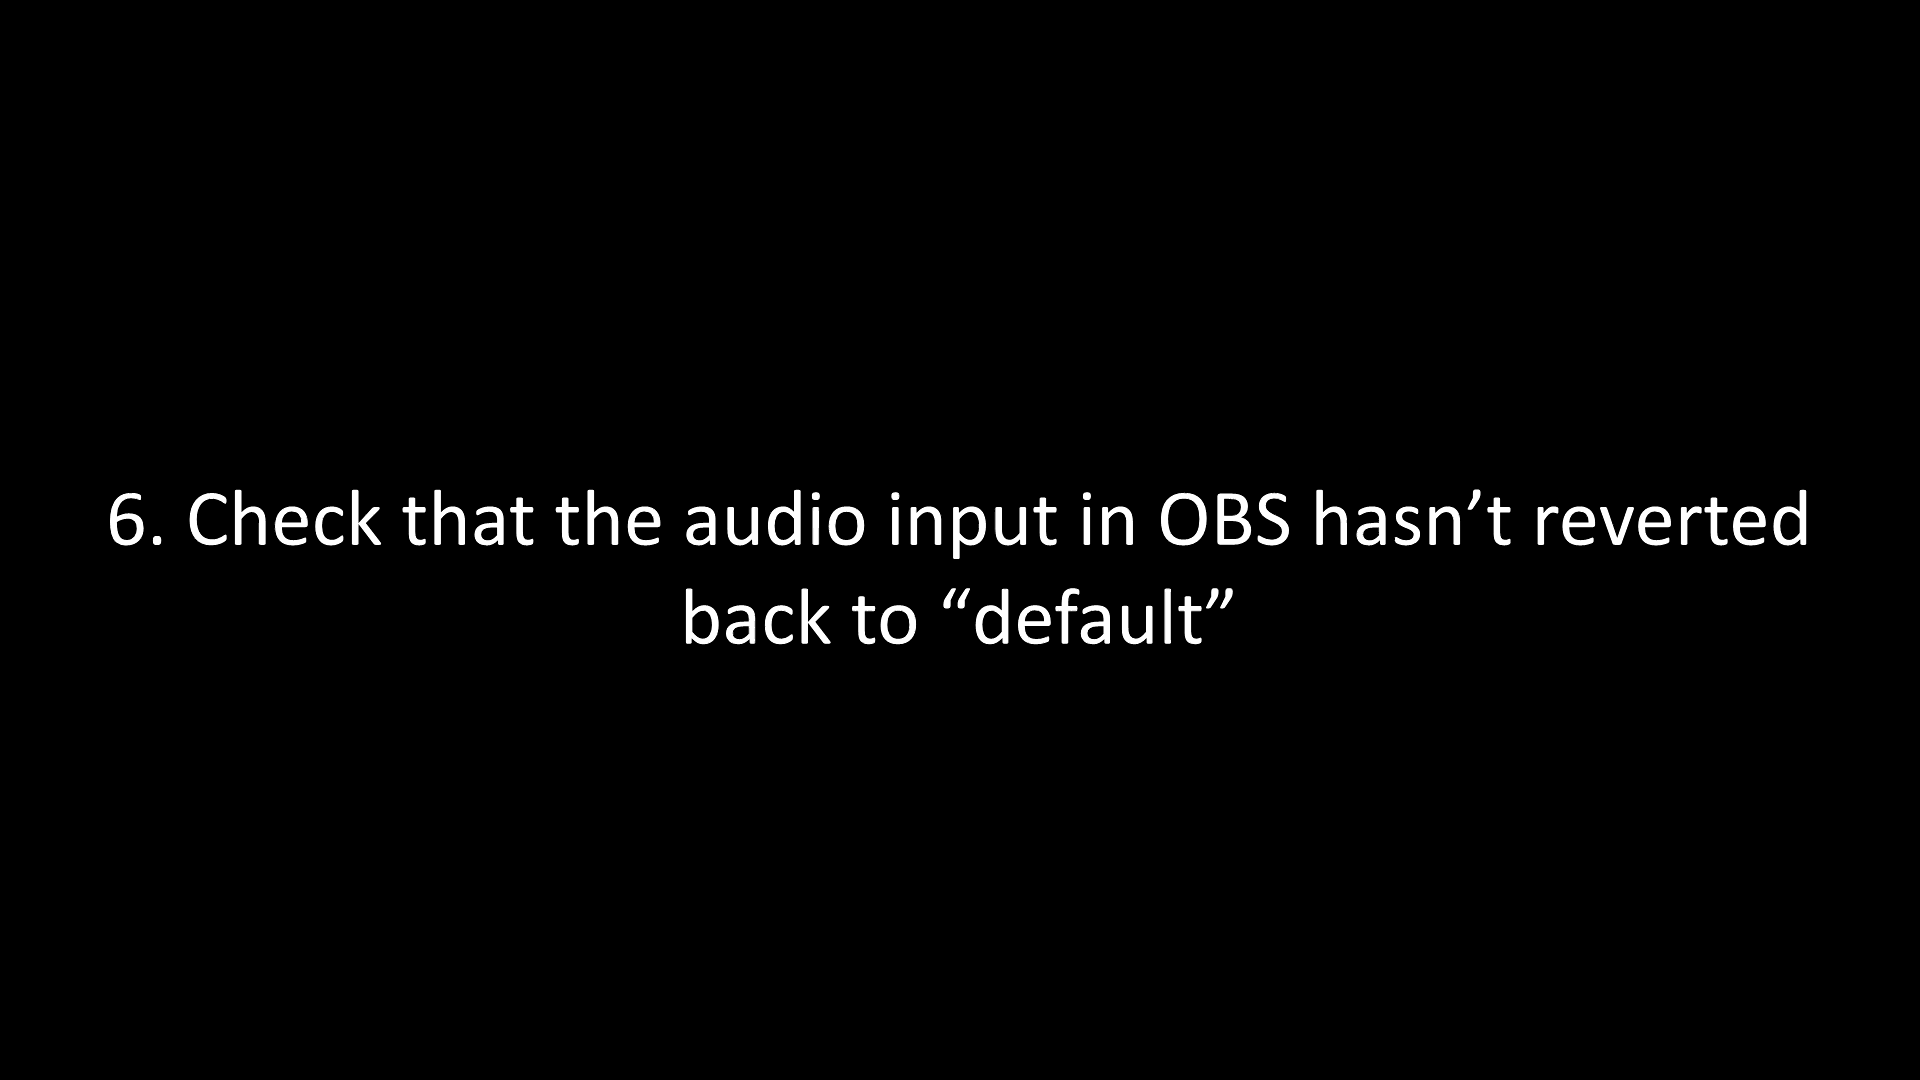 6. Check that the audio input in OBS hasn’t reverted
back to “default”